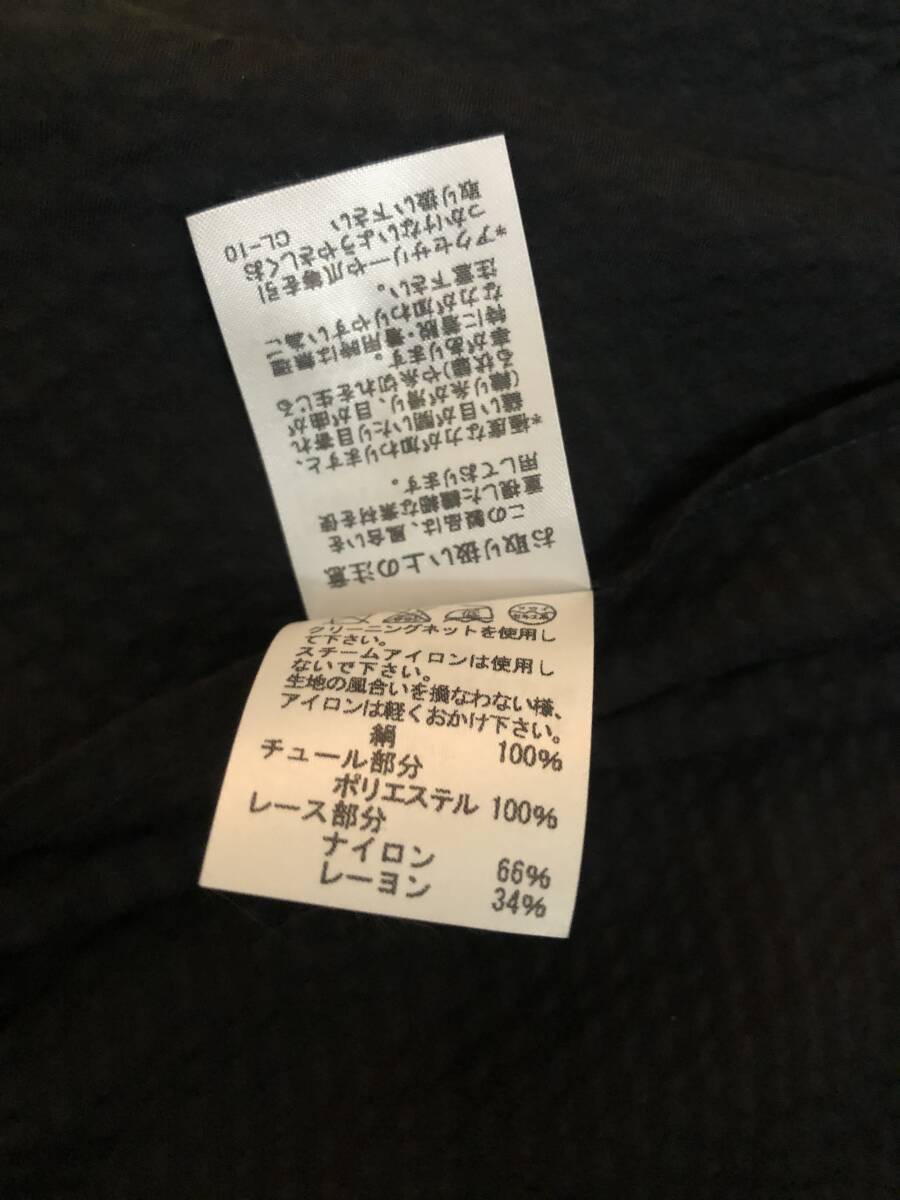 お取り扱い上の注意
この製品は、風合いを
重視した繊細な素材を使
用しております。
*極度な力が加わりますと、
縫い目が開いたり目寄れ
(織り糸が滑り、目が曲が
る状態)や糸切れを生じる
事があります。
特に着脱・着用時は無理
な力が加わりやすい為ご
注意下さい。
*アクセサリーや爪等を引
っかけないようやさしくお
取り扱い下さい
CL-10
クリーニングネットを使用し
て下さい。
スチームアイロンは使用し
ないで下さい。
生地の風合いを損なわない様、
アイロンは軽くおかけ下さい。
絹 100%
チュール部分
ポリエステル 100%
レース部分
ナイロン 66%
レーヨン 34%